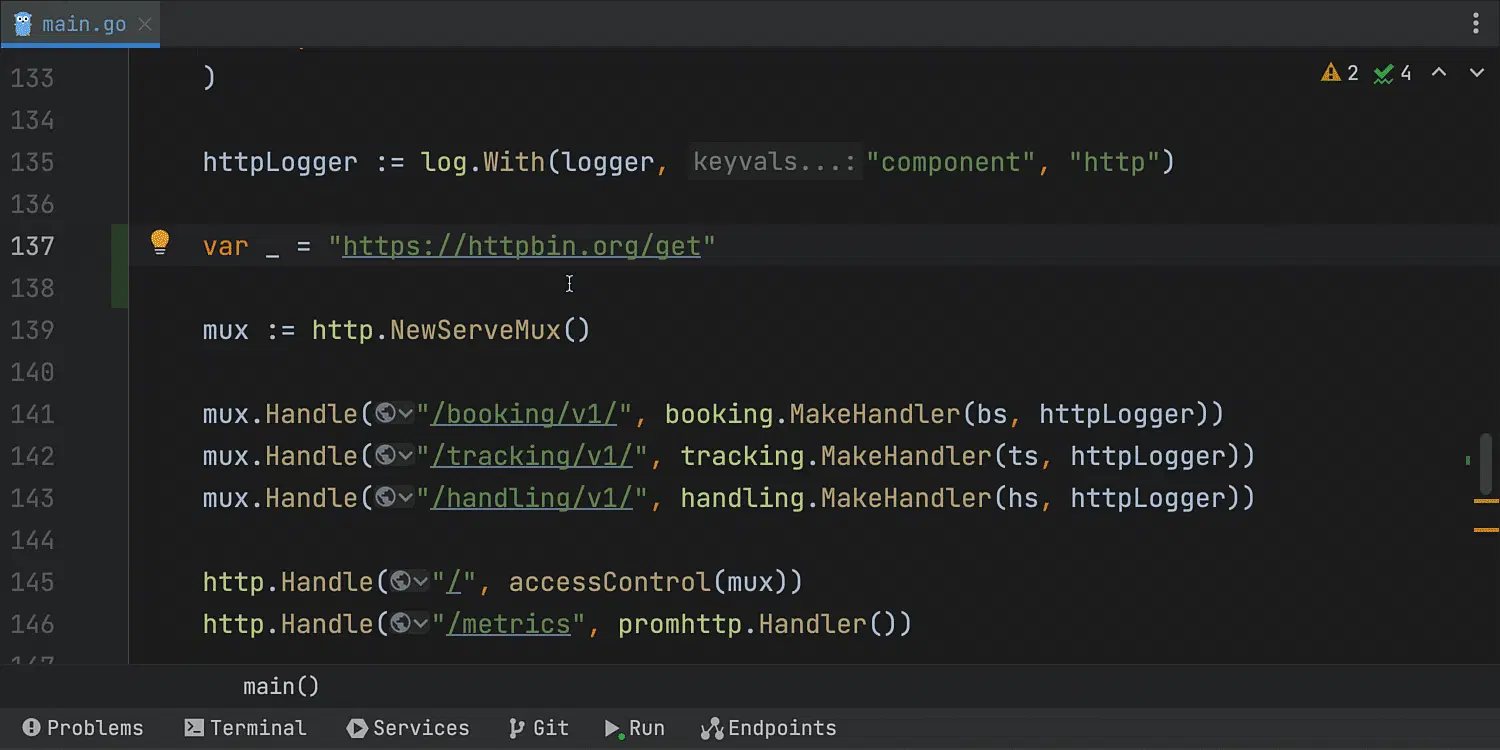 main.go
2 4
133 )
134
135 httpLogger := log.With(logger, keyvals...: "component", "http")
136
137 var _ = "https://httpbin.org/get"
138
139 mux := http.NewServeMux()
140
141 mux.Handle("/booking/v1/", booking.MakeHandler(bs, httpLogger))
142 mux.Handle("/tracking/v1/", tracking.MakeHandler(ts, httpLogger))
143 mux.Handle("/handling/v1/", handling.MakeHandler(hs, httpLogger))
144
145 http.Handle("/", accessControl(mux))
146 http.Handle("/metrics", promhttp.Handler())
main()
Problems Terminal Services Git Run Endpoints